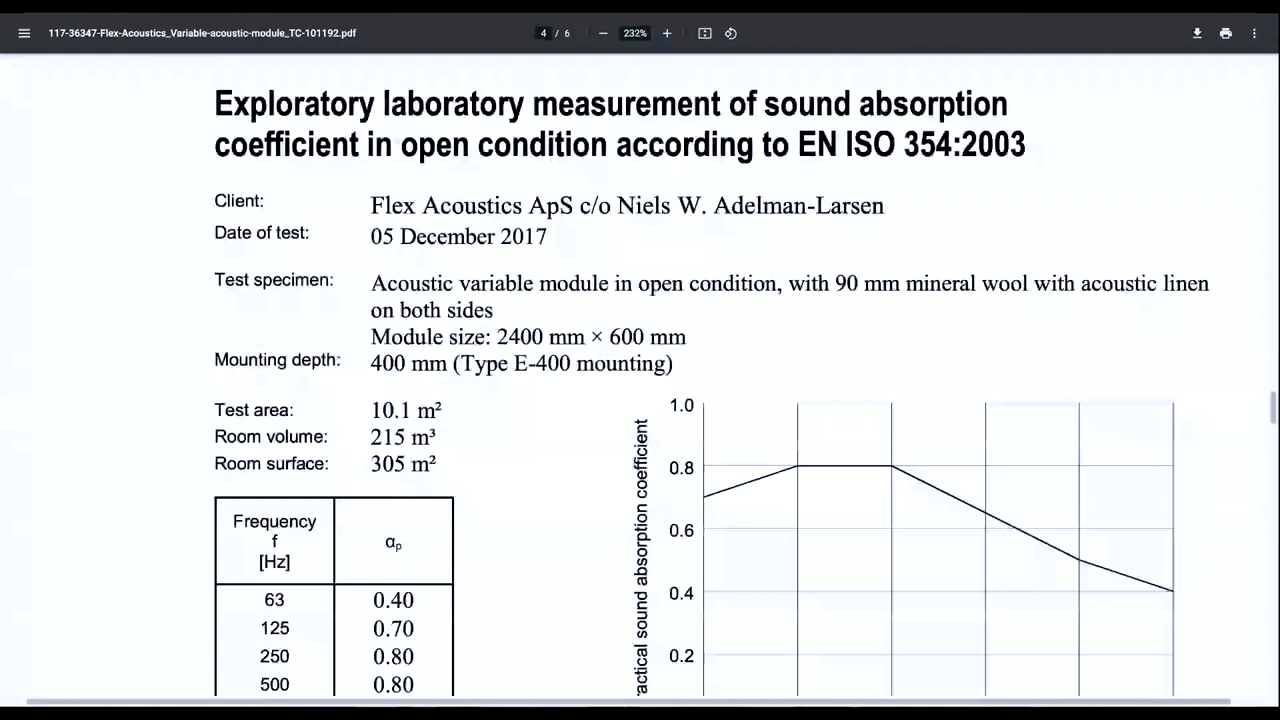 117-36347-Flex-Acoustics_Variable-acoustic-module_TC-101192.pdf
4 / 6
232%
Exploratory laboratory measurement of sound absorption
coefficient in open condition according to EN ISO 354:2003
Client: Flex Acoustics ApS c/o Niels W. Adelman-Larsen
Date of test: 05 December 2017
Test specimen: Acoustic variable module in open condition, with 90 mm mineral wool with acoustic linen
on both sides
Module size: 2400 mm × 600 mm
Mounting depth: 400 mm (Type E-400 mounting)
Test area: 10.1 m²
Room volume: 215 m³
Room surface: 305 m²
Frequency
f
[Hz]
αp
63 0.40
125 0.70
250 0.80
500 0.80
actical sound absorption coefficient
1.0
0.8
0.6
0.4
0.2